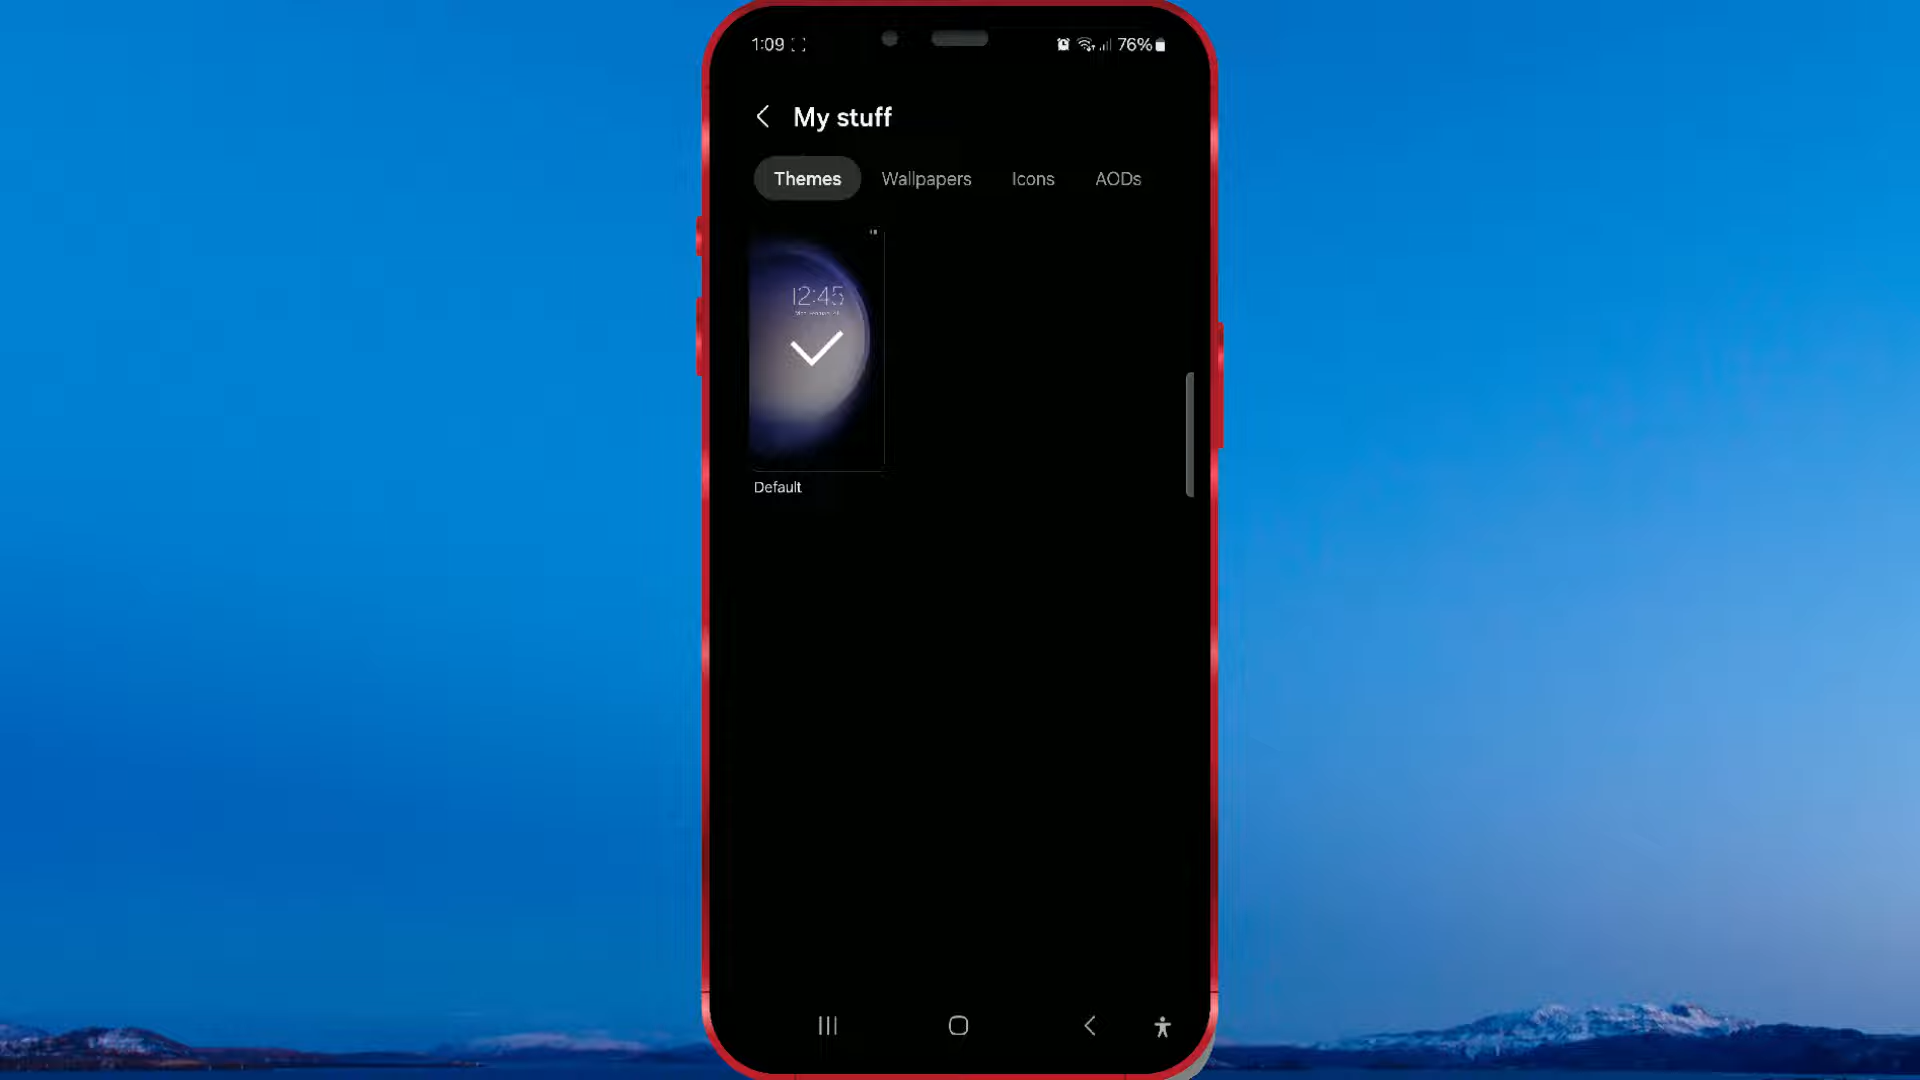 1:09 76%
My stuff
Themes Wallpapers Icons AODs
12:45
Default